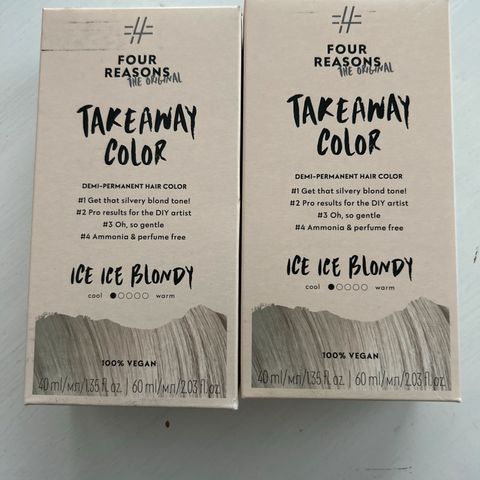 FOUR
REASONS
THE ORIGINAL
TAKEAWAY
COLOR
DEMI-PERMANENT HAIR COLOR
#1 Get that silvery blond tone!
#2 Pro results for the DIY artist
#3 Oh, so gentle
#4 Ammonia & perfume free
ICE ICE BLONDY
cool warm
100% VEGAN
40 ml/мл/1.35 fl oz | 60 ml/мл/2.03 fl oz
FOUR
REASONS
THE ORIGINAL
TAKEAWAY
COLOR
DEMI-PERMANENT HAIR COLOR
#1 Get that silvery blond tone!
#2 Pro results for the DIY artist
#3 Oh, so gentle
#4 Ammonia & perfume free
ICE ICE BLONDY
cool warm
100% VEGAN
40 ml/мл/1.35 fl oz | 60 ml/мл/2.03 fl oz